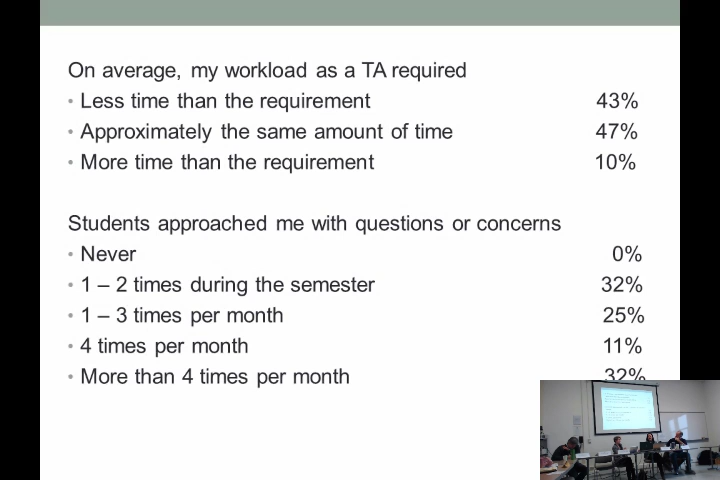 On average, my workload as a TA required
• Less time than the requirement 43%
• Approximately the same amount of time 47%
• More time than the requirement 10%
Students approached me with questions or concerns
• Never 0%
• 1 – 2 times during the semester 32%
• 1 – 3 times per month 25%
• 4 times per month 11%
• More than 4 times per month 32%